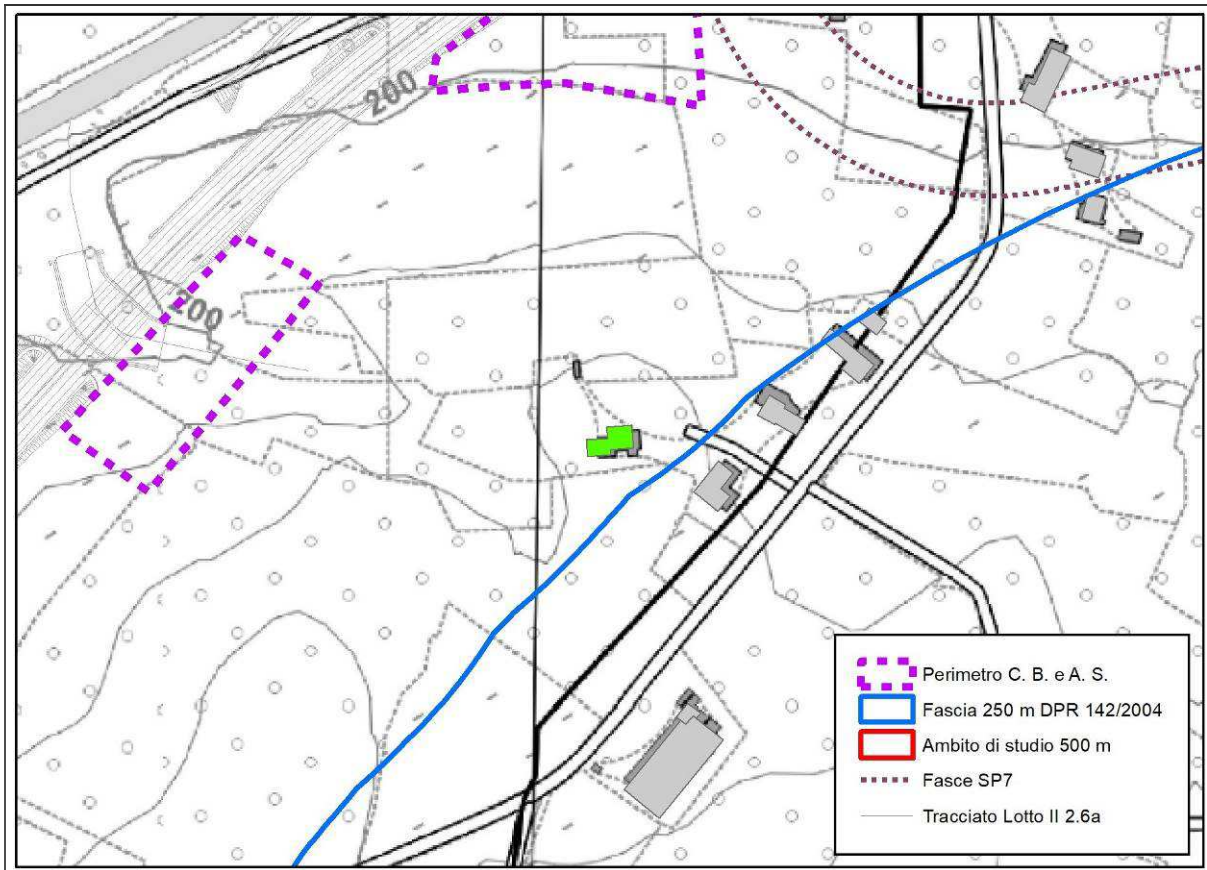 200
200
Perimetro C. B. e A. S.
Fascia 250 m DPR 142/2004
Ambito di studio 500 m
Fasce SP7
Tracciato Lotto II 2.6a